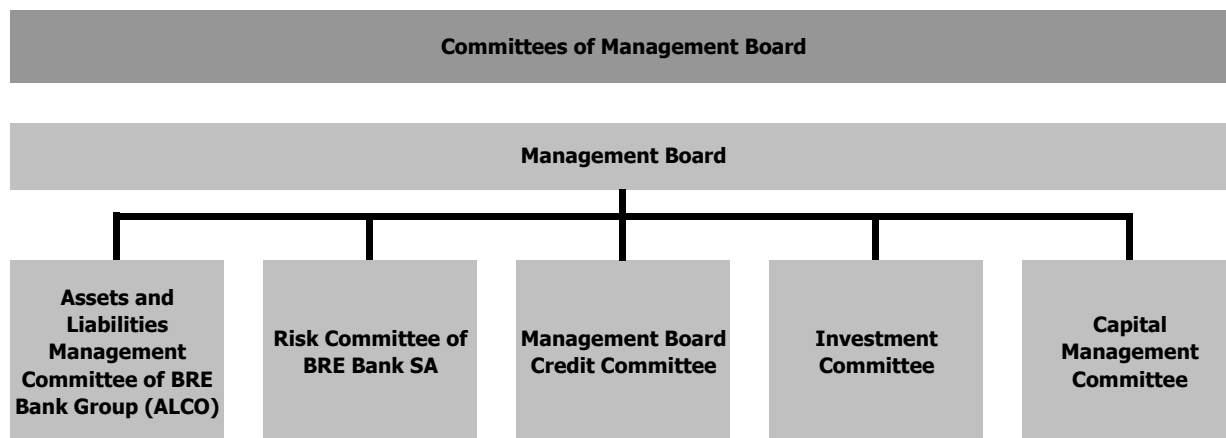 Committees of Management Board
Management Board
Assets and
Liabilities
Management
Committee of BRE
Bank Group (ALCO)
Risk Committee of
BRE Bank SA
Management Board
Credit Committee
Investment
Committee
Capital
Management
Committee